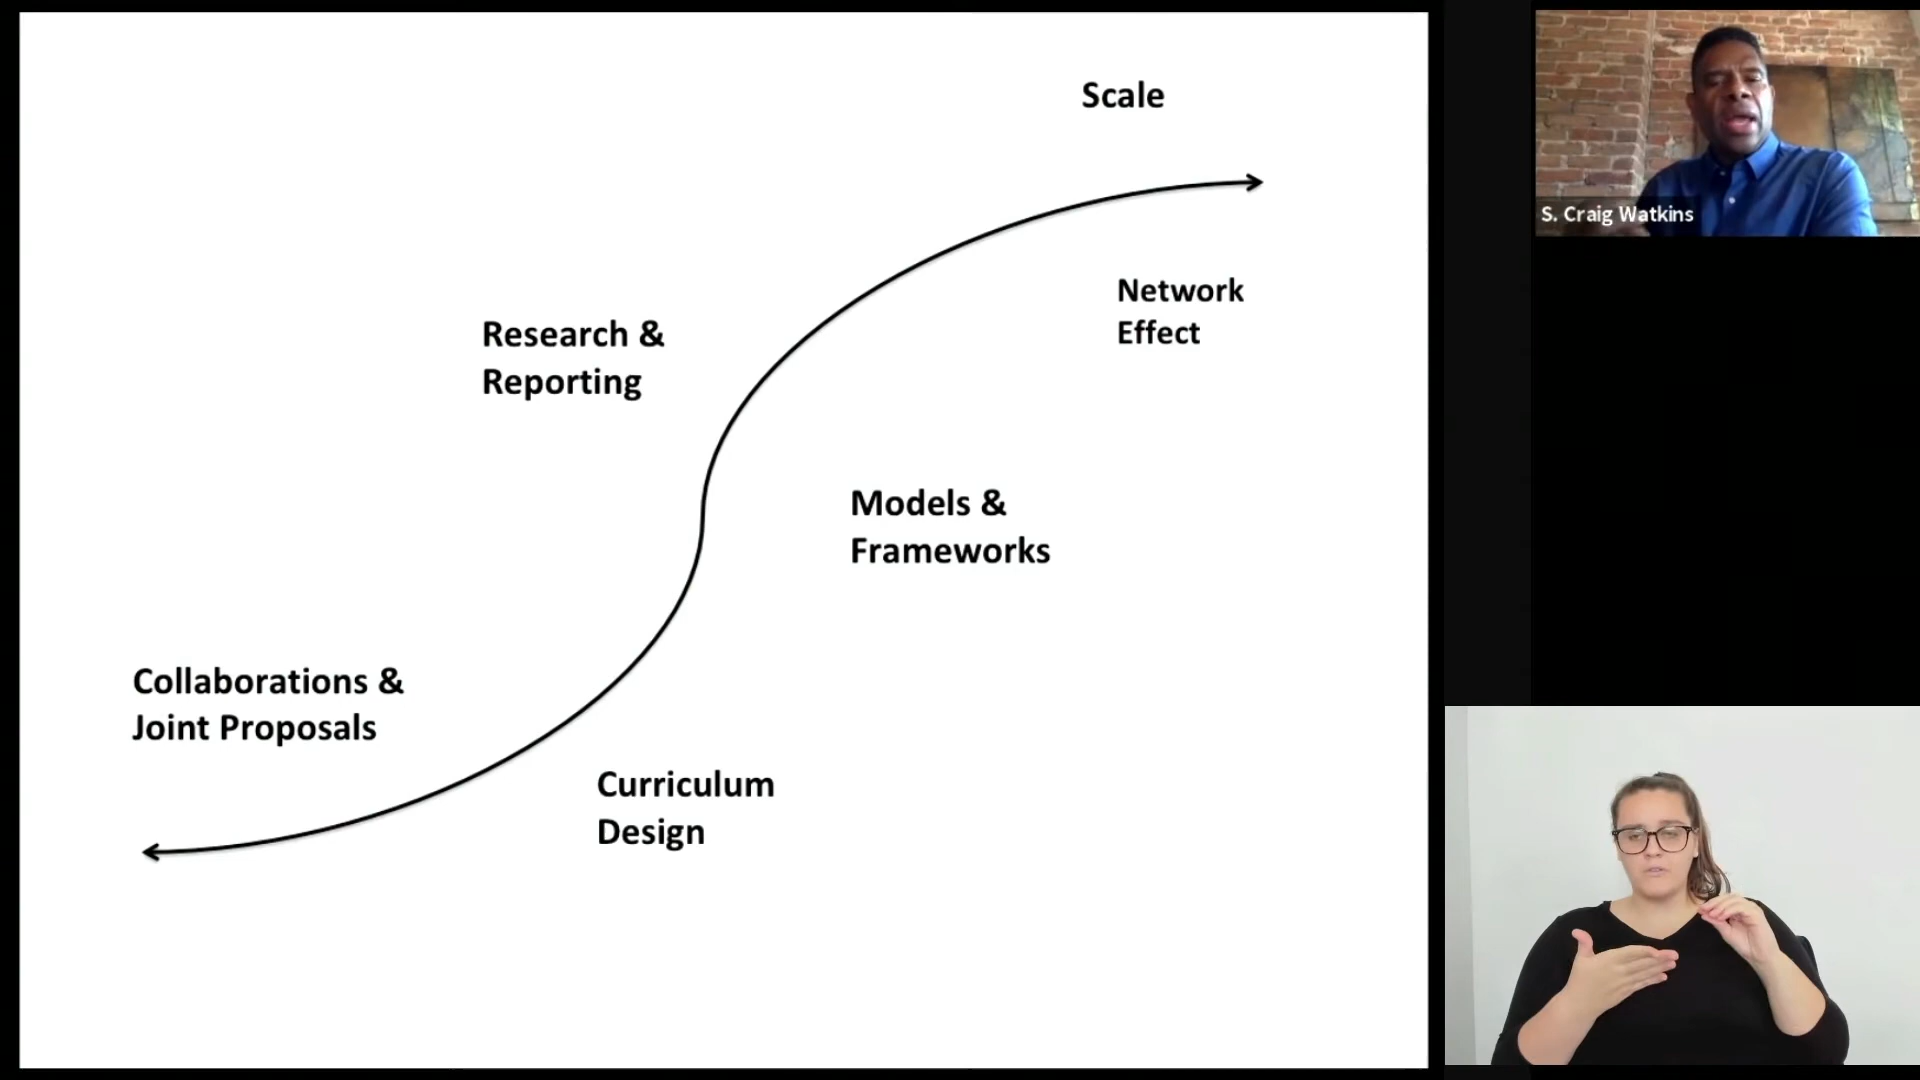 Scale
Network
Effect
Research &
Reporting
Models &
Frameworks
Collaborations &
Joint Proposals
Curriculum
Design
S. Craig Watkins